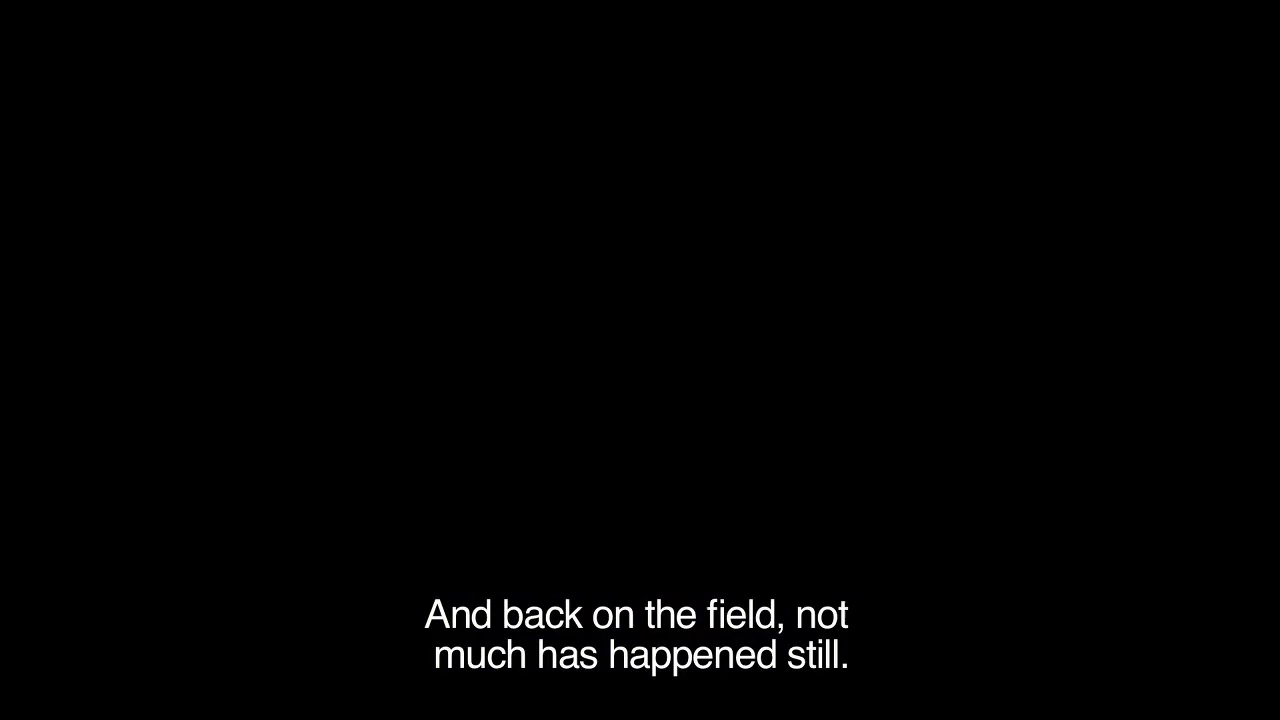 And back on the field, not
much has happened still.